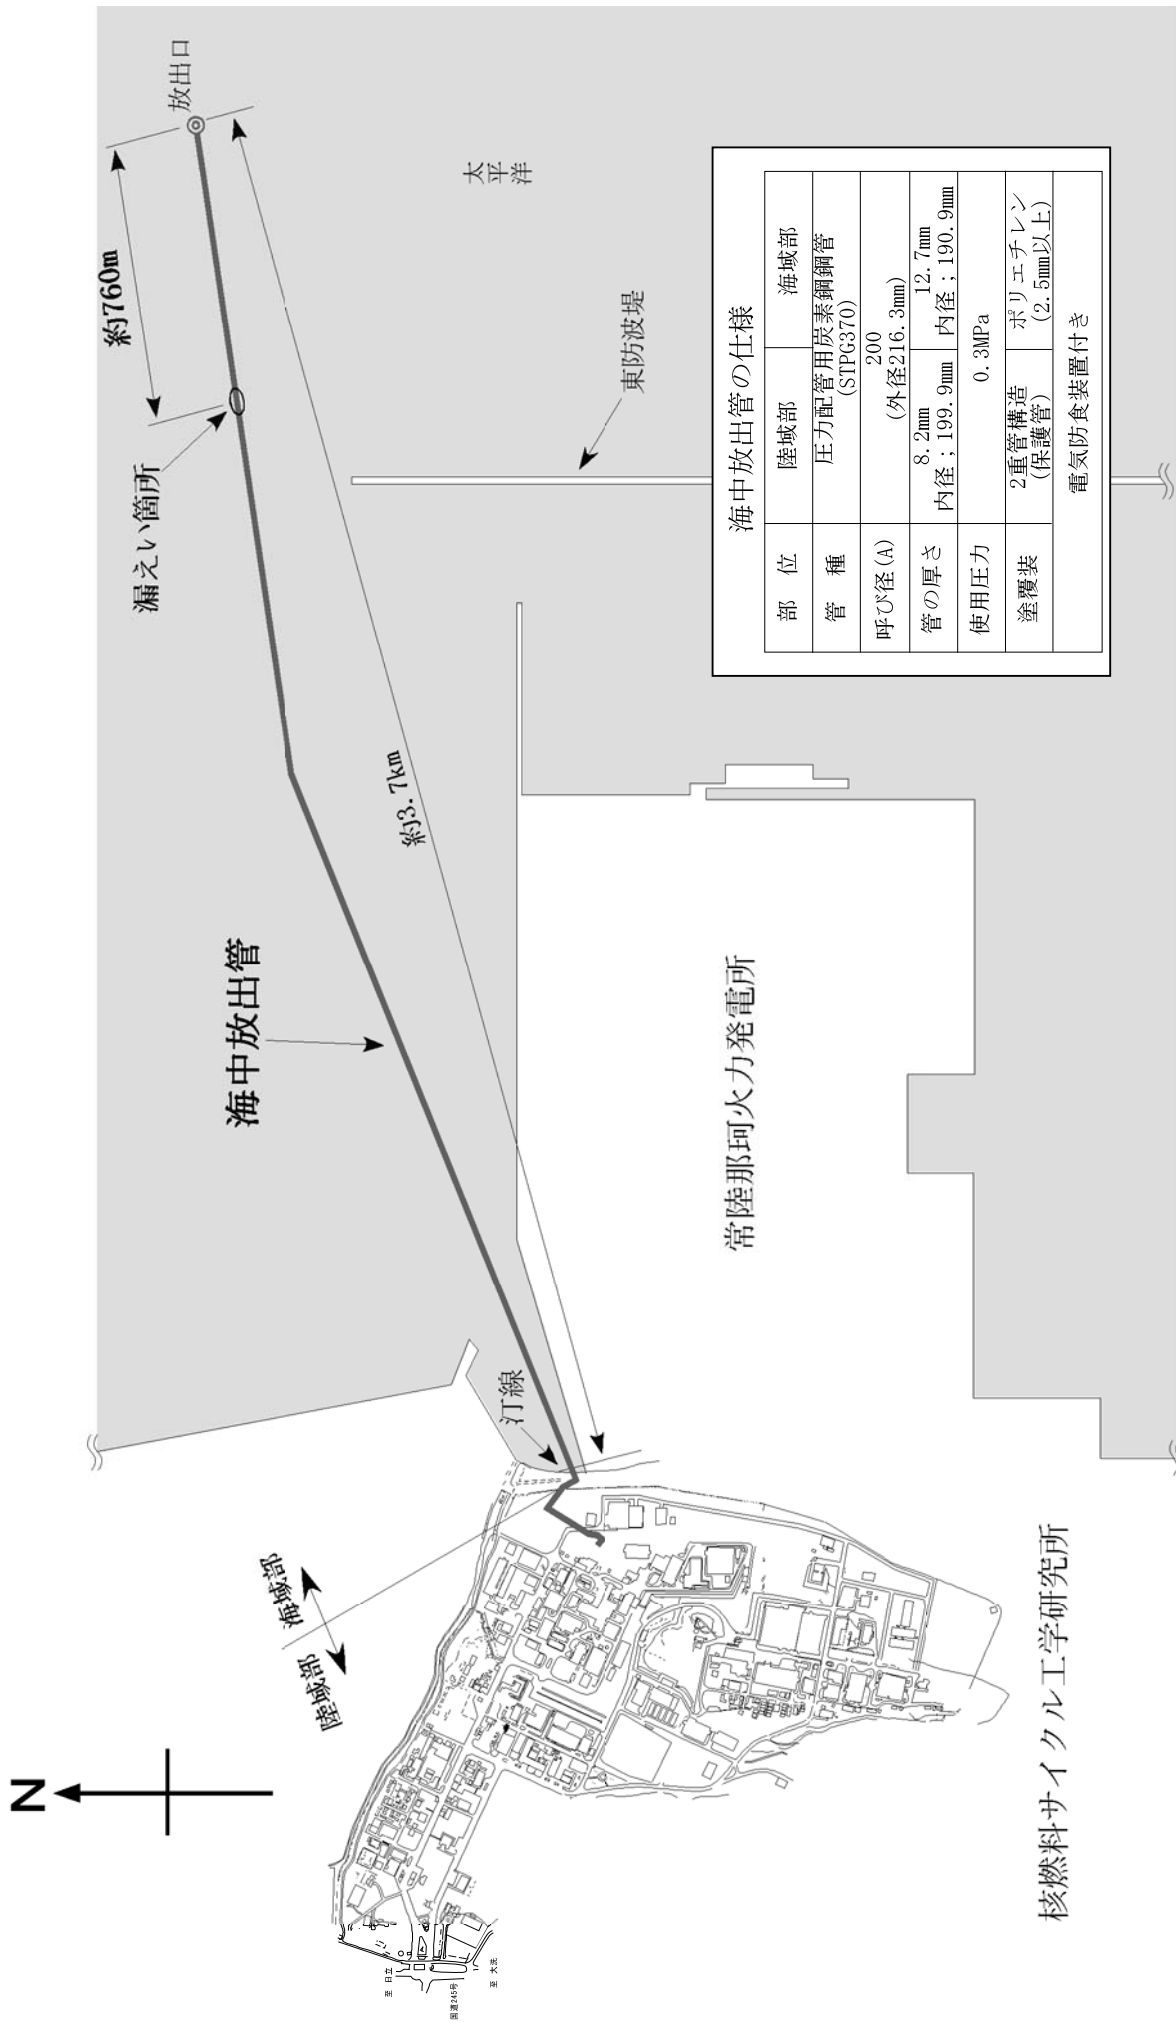 N
陸域部
海域部
至 日立
国道245号
至 大洗
汀線
海中放出管
漏えい箇所
約760m
放出口
約3.7km
太平洋
東防波堤
常陸那珂火力発電所
核燃料サイクル工学研究所
海中放出管の仕様
部 位 陸域部 海域部
管 種 圧力配管用炭素鋼鋼管
(STPG370)
呼び径(A) 200
(外径216.3mm)
管の厚さ 8.2mm 12.7mm
内径；199.9mm 内径；190.9mm
使用圧力 0.3MPa
塗覆装 2重管構造 ポリエチレン
(保護管) (2.5mm以上)
電気防食装置付き